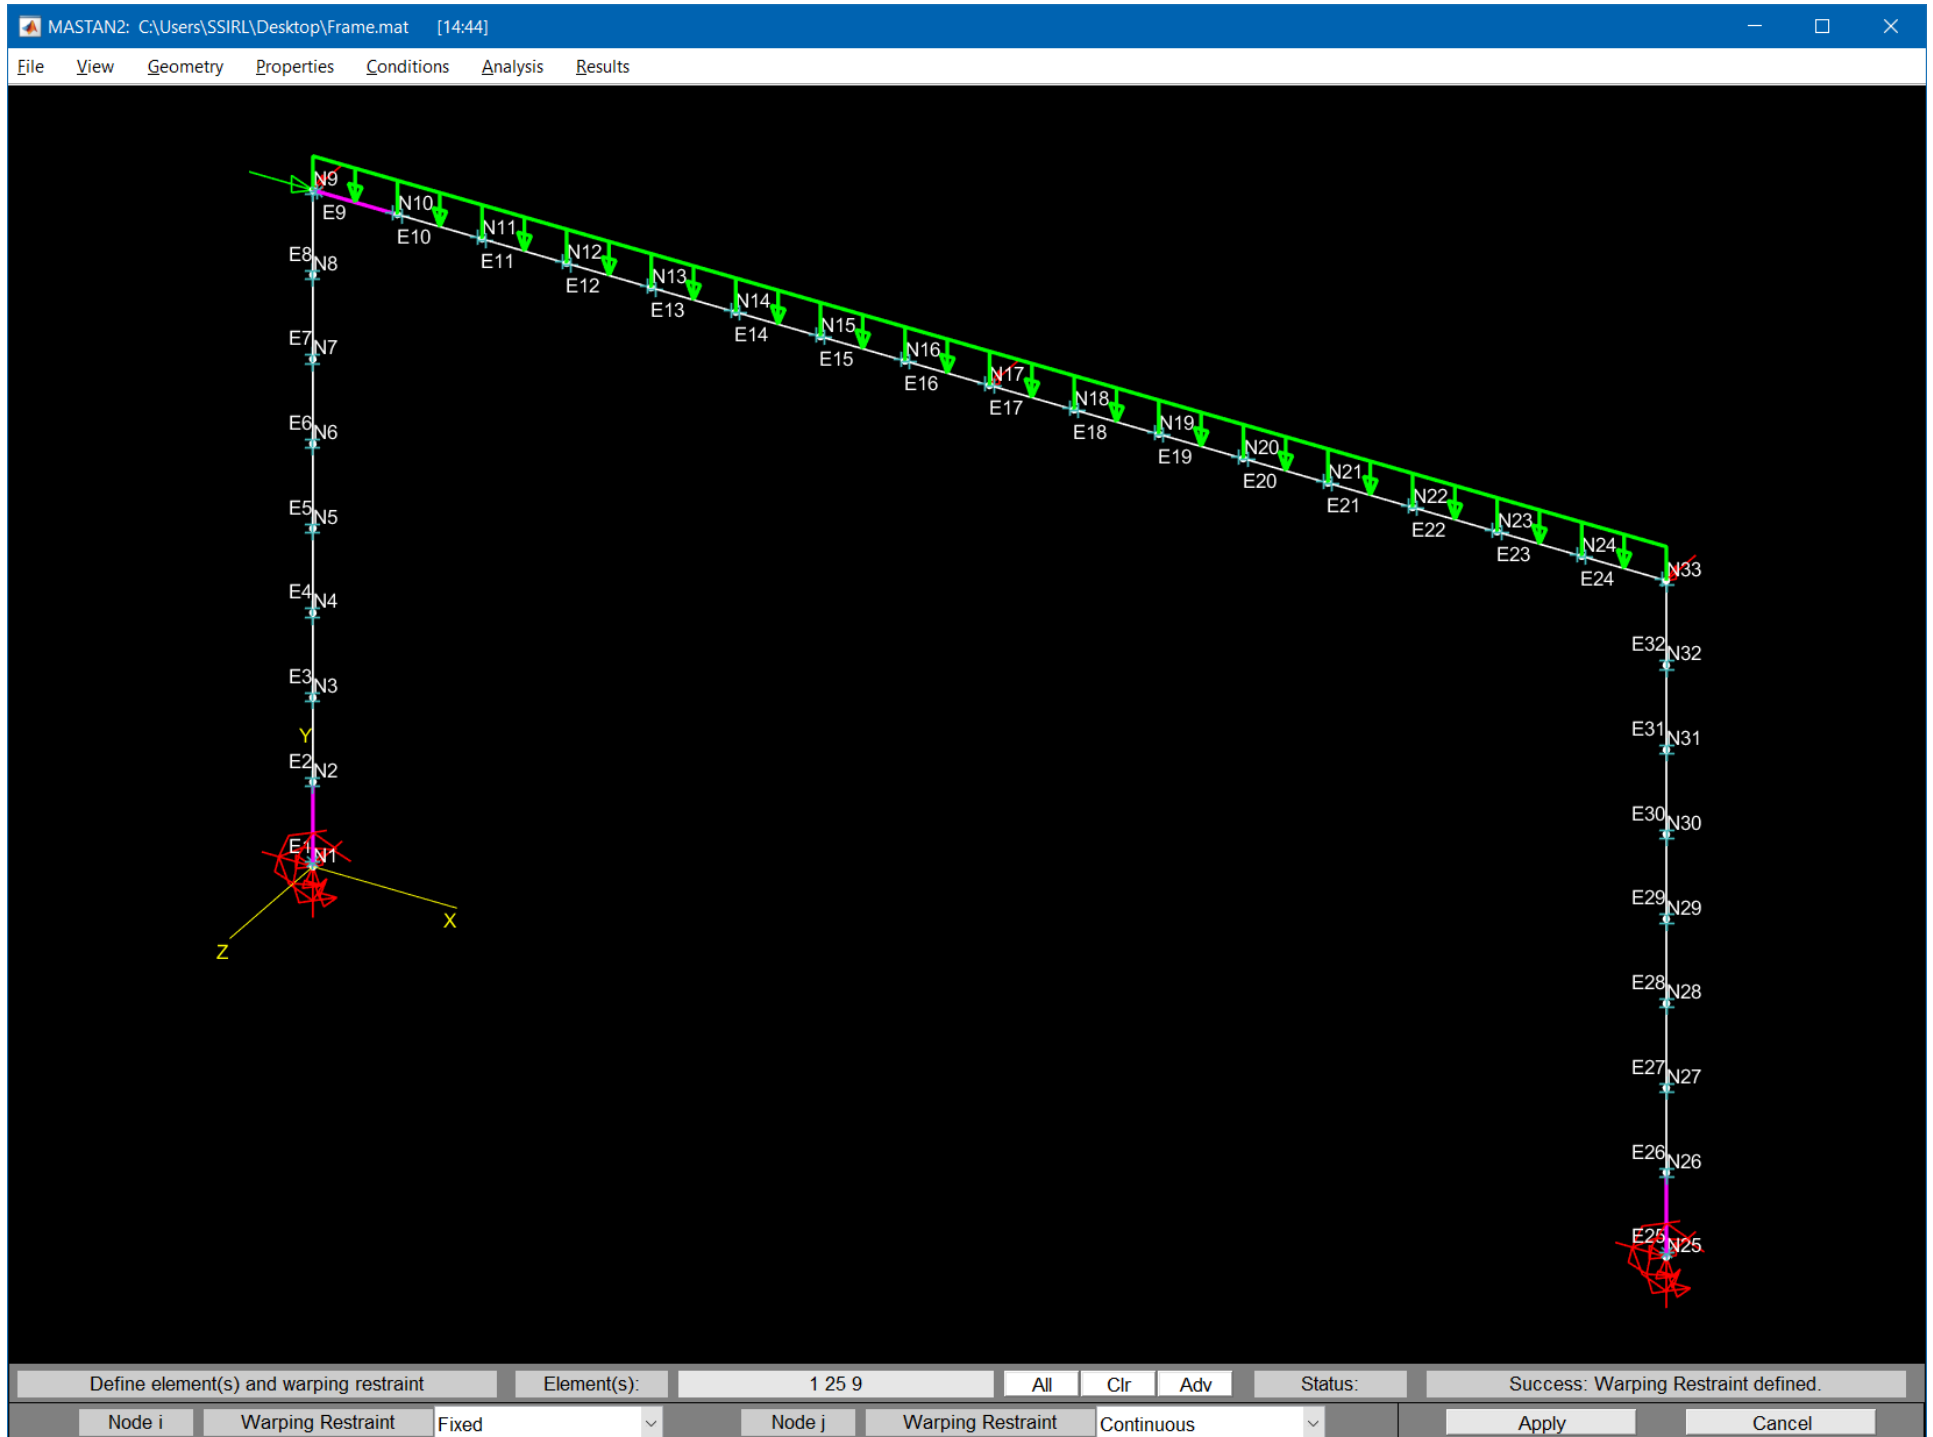 MASTAN2: C:\Users\SSIRL\Desktop\Frame.mat [14:44]
File View Geometry Properties Conditions Analysis Results
N9
E9
N10
E10
N11
E11
N12
E12
N13
E13
N14
E14
N15
E15
N16
E16
N17
E17
N18
E18
N19
E19
N20
E20
N21
E21
N22
E22
N23
E23
N24
E24
N33
E8 N8
E7 N7
E6 N6
E5 N5
E4 N4
E3 N3
Y
E2 N2
E1 N1
X
Z
E32 N32
E31 N31
E30 N30
E29 N29
E28 N28
E27 N27
E26 N26
E25 N25
Define element(s) and warping restraint Element(s): 1 25 9 All Clr Adv Status: Success: Warping Restraint defined.
Node i Warping Restraint Fixed Node j Warping Restraint Continuous Apply Cancel